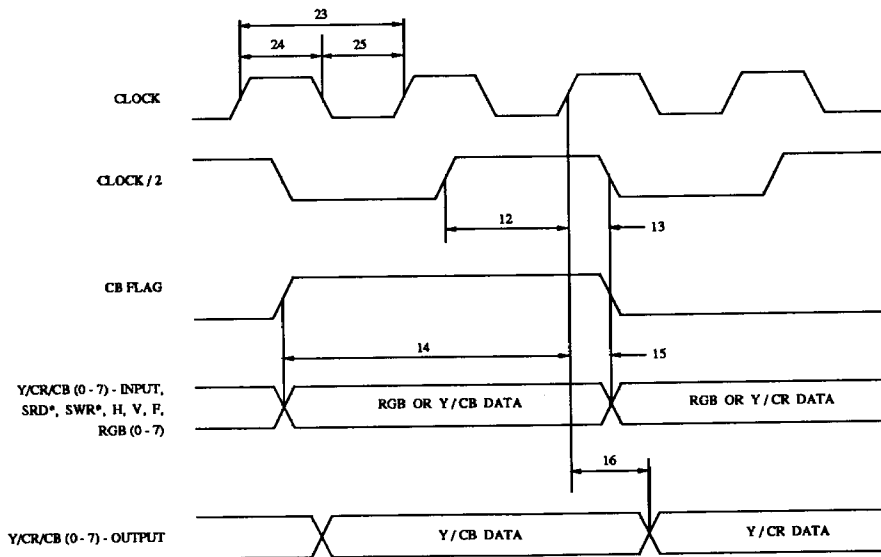 23
24 25
CLOCK
CLOCK / 2
12 13
CB FLAG
14 15
Y/CR/CB (0 - 7) - INPUT,
SRD*, SWR*, H, V, F,
RGB (0 - 7)
RGB OR Y / CB DATA RGB OR Y / CR DATA
16
Y/CR/CB (0 - 7) - OUTPUT Y / CB DATA Y / CR DATA